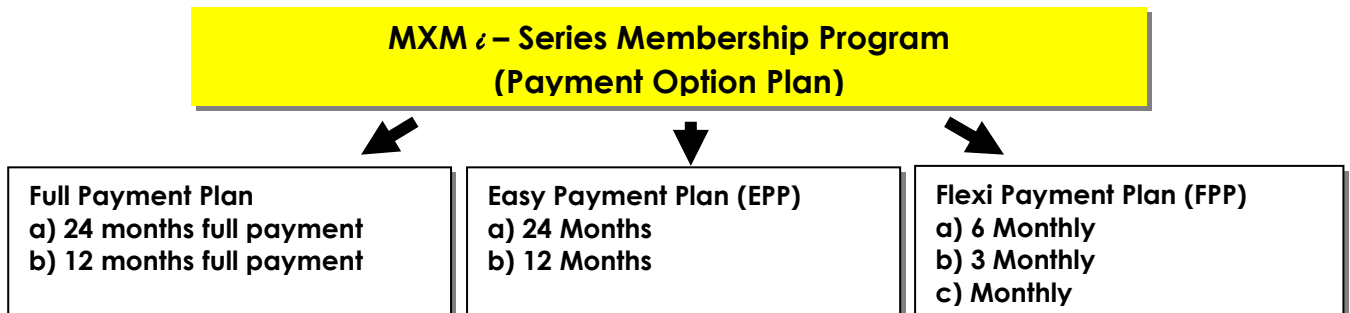 MXM i – Series Membership Program
(Payment Option Plan)
Full Payment Plan
a) 24 months full payment
b) 12 months full payment
Easy Payment Plan (EPP)
a) 24 Months
b) 12 Months
Flexi Payment Plan (FPP)
a) 6 Monthly
b) 3 Monthly
c) Monthly